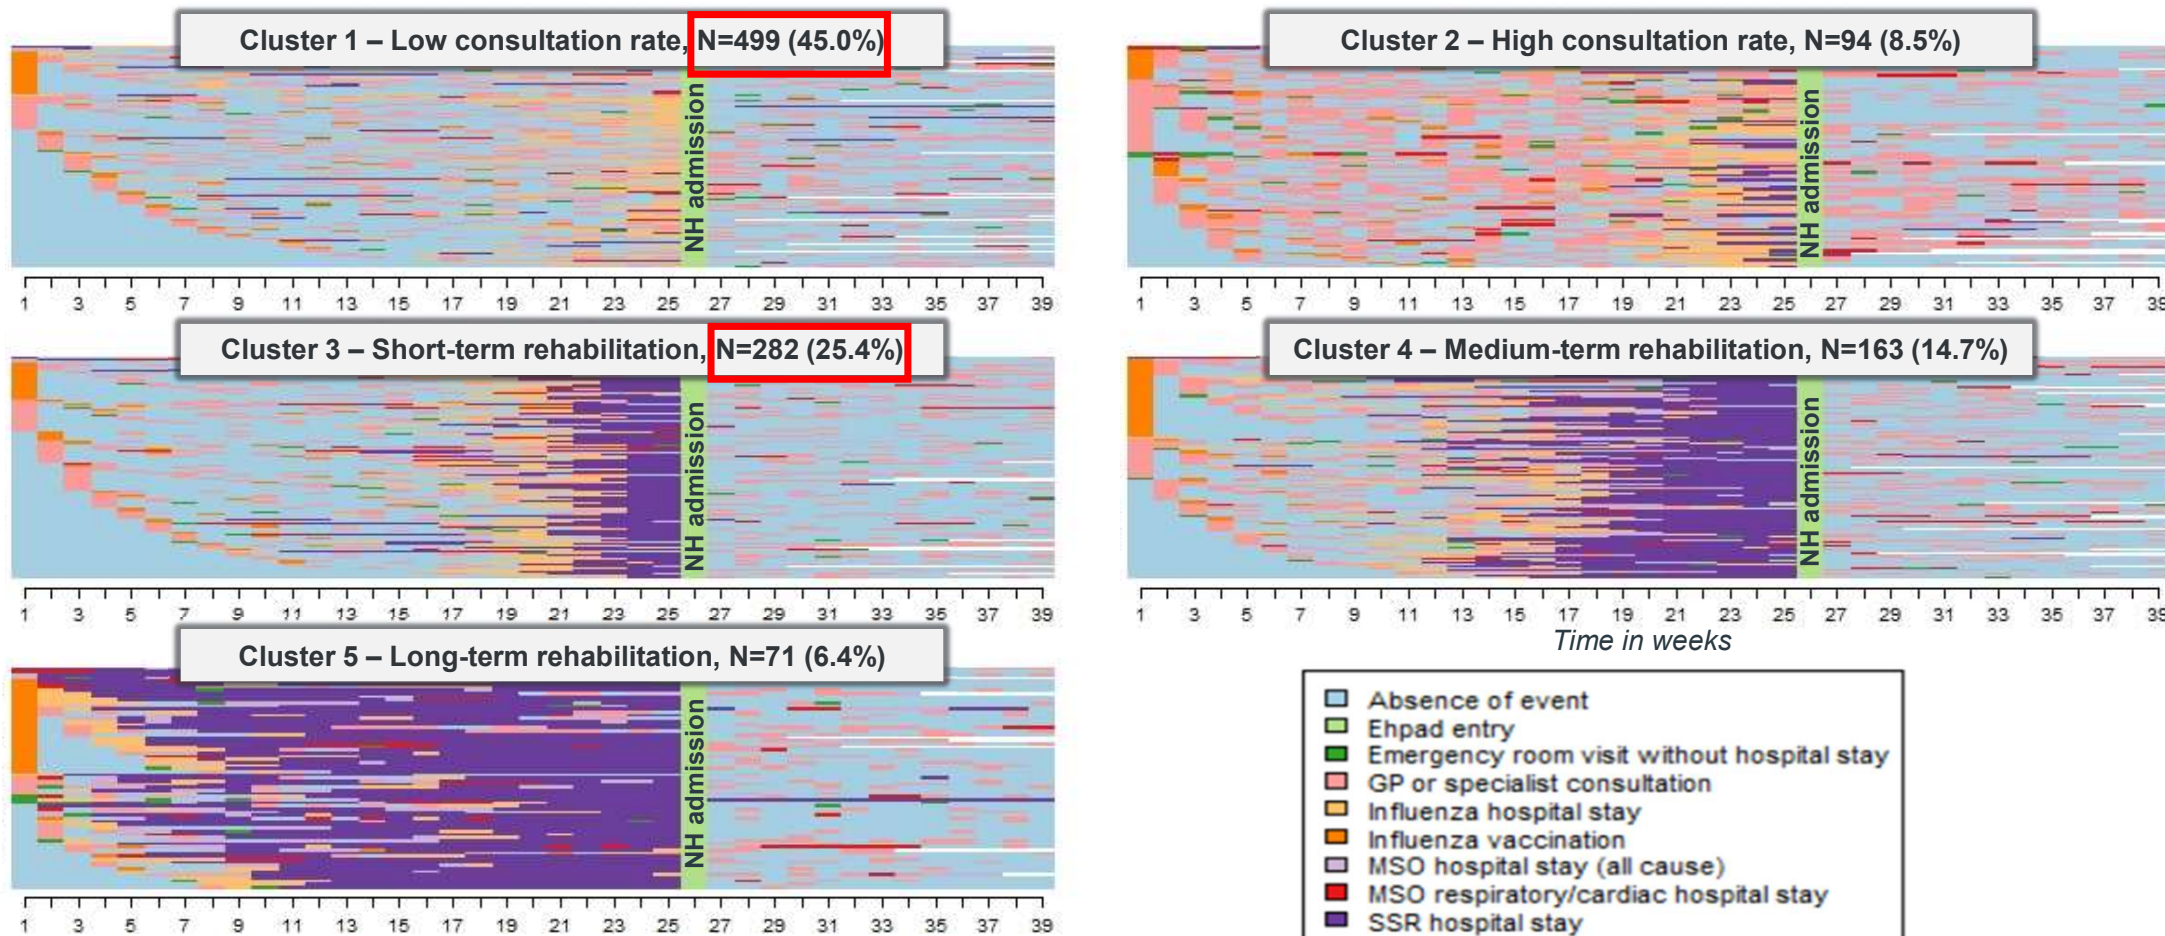 Cluster 1 – Low consultation rate, N=499 (45.0%)
NH admission
1 3 5 7 9 11 13 15 17 19 21 23 25 27 29 31 33 35 37 39
Cluster 2 – High consultation rate, N=94 (8.5%)
NH admission
1 3 5 7 9 11 13 15 17 19 21 23 25 27 29 31 33 35 37 39
Cluster 3 – Short-term rehabilitation, N=282 (25.4%)
NH admission
1 3 5 7 9 11 13 15 17 19 21 23 25 27 29 31 33 35 37 39
Cluster 4 – Medium-term rehabilitation, N=163 (14.7%)
NH admission
1 3 5 7 9 11 13 15 17 19 21 23 25 27 29 31 33 35 37 39
Time in weeks
Cluster 5 – Long-term rehabilitation, N=71 (6.4%)
NH admission
1 3 5 7 9 11 13 15 17 19 21 23 25 27 29 31 33 35 37 39
Absence of event
Ehpad entry
Emergency room visit without hospital stay
GP or specialist consultation
Influenza hospital stay
Influenza vaccination
MSO hospital stay (all cause)
MSO respiratory/cardiac hospital stay
SSR hospital stay